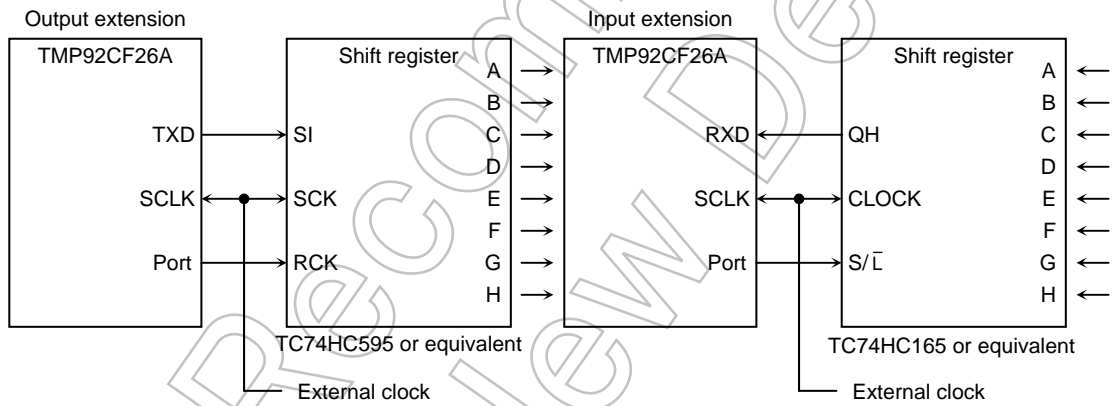 Output extension
TMP92CF26A
TXD
SCLK
Port
Shift register
SI
SCK
RCK
A
B
C
D
E
F
G
H
TC74HC595 or equivalent
External clock
Input extension
TMP92CF26A
RXD
SCLK
Port
Shift register
QH
CLOCK
S/L̅
A
B
C
D
E
F
G
H
TC74HC165 or equivalent
External clock